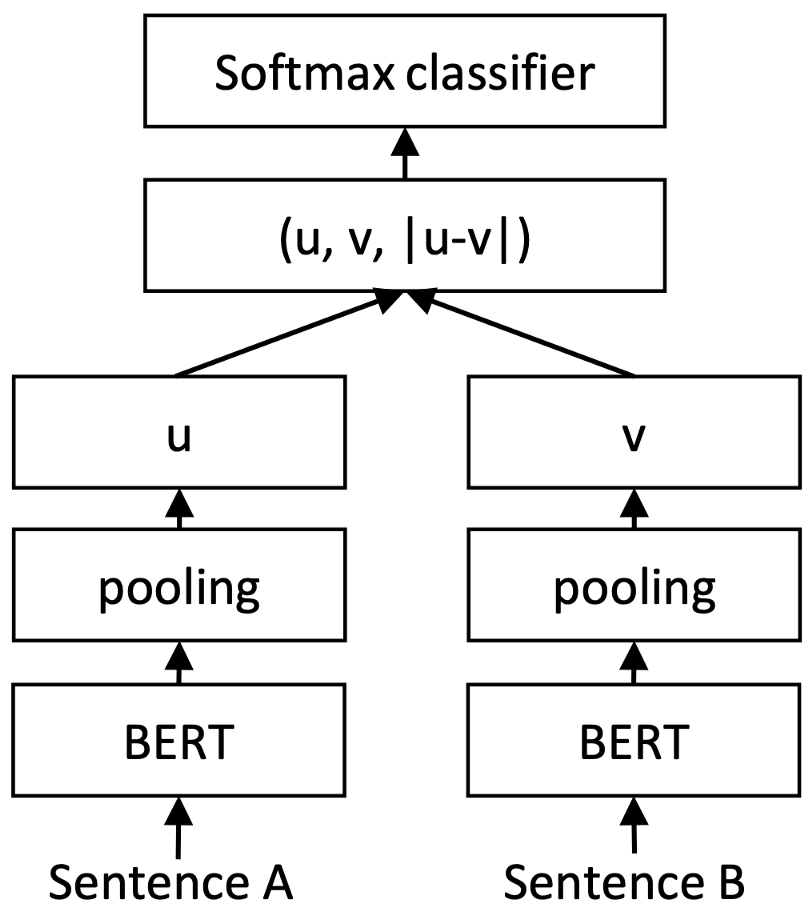 Softmax classifier
(u, v, |u-v|)
u
v
pooling
pooling
BERT
BERT
Sentence A
Sentence B